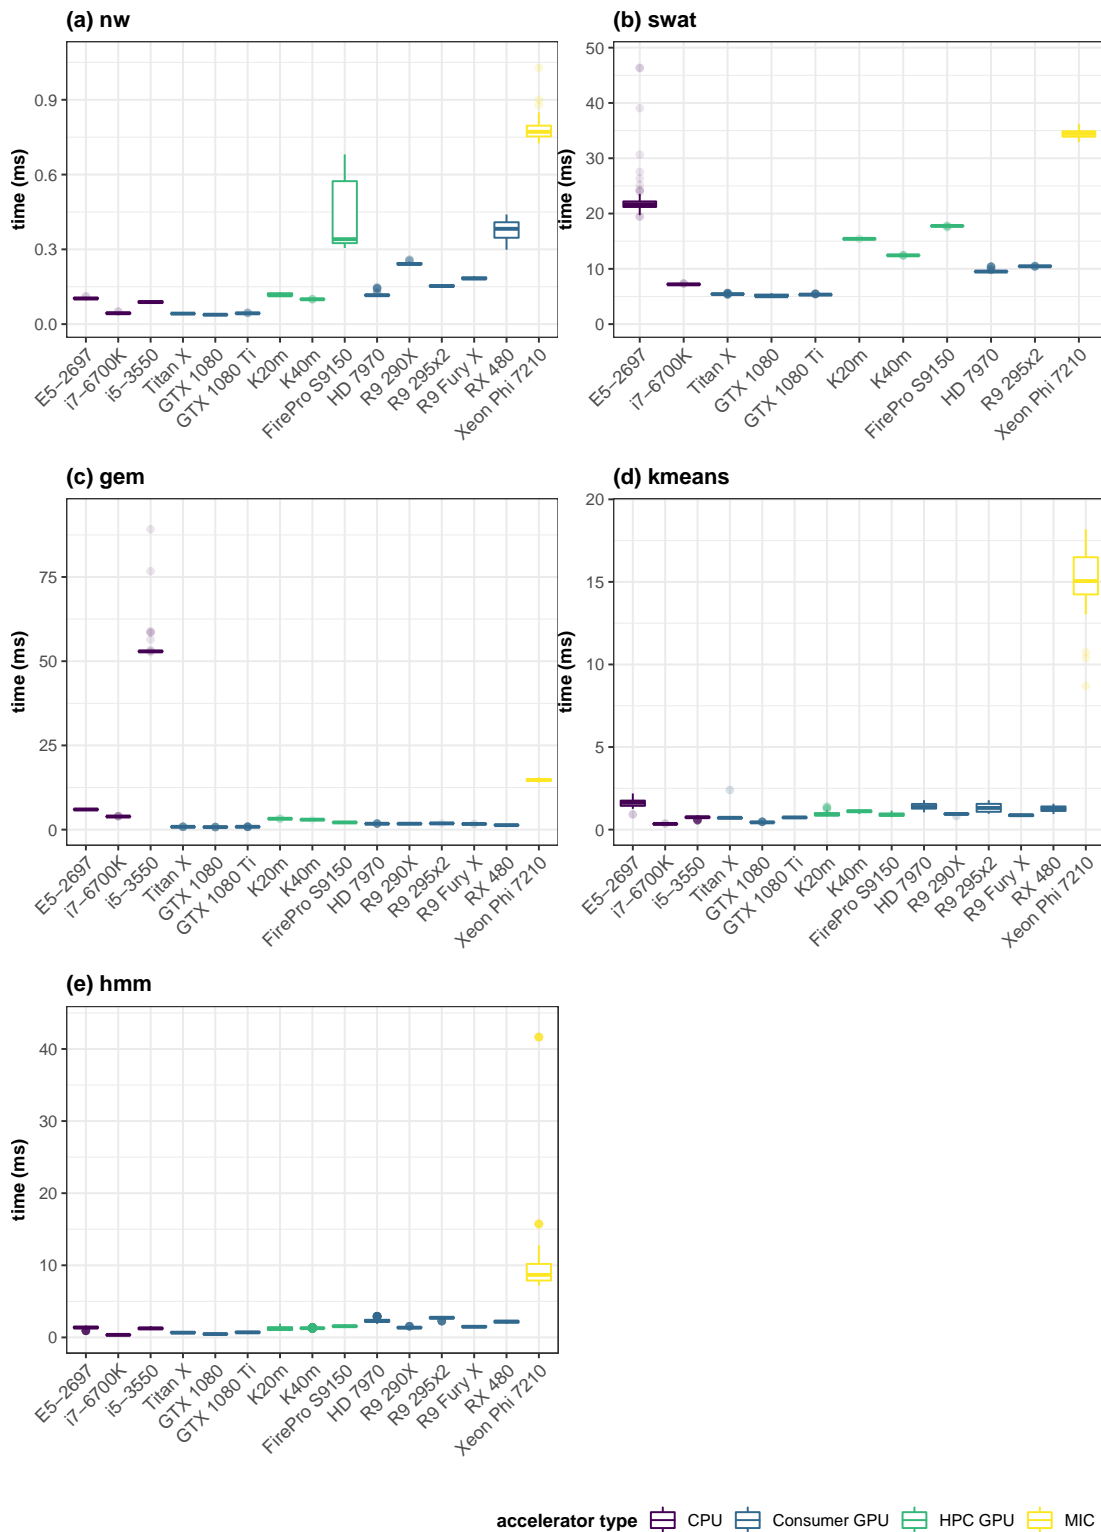 (a) nw
time (ms)
0.9
0.6
0.3
0.0
E5−2697
i7−6700K
i5−3550
Titan X
GTX 1080
GTX 1080 Ti
K20m
K40m
FirePro S9150
HD 7970
R9 290X
R9 295x2
R9 Fury X
RX 480
Xeon Phi 7210
(b) swat
time (ms)
50
40
30
20
10
0
E5−2697
i7−6700K
Titan X
GTX 1080
GTX 1080 Ti
K20m
K40m
FirePro S9150
HD 7970
R9 295x2
Xeon Phi 7210
(c) gem
time (ms)
75
50
25
0
E5−2697
i7−6700K
i5−3550
Titan X
GTX 1080
GTX 1080 Ti
K20m
K40m
FirePro S9150
HD 7970
R9 290X
R9 295x2
R9 Fury X
RX 480
Xeon Phi 7210
(d) kmeans
time (ms)
20
15
10
5
0
E5−2697
i7−6700K
i5−3550
Titan X
GTX 1080
GTX 1080 Ti
K20m
K40m
FirePro S9150
HD 7970
R9 290X
R9 295x2
R9 Fury X
RX 480
Xeon Phi 7210
(e) hmm
time (ms)
40
30
20
10
0
E5−2697
i7−6700K
i5−3550
Titan X
GTX 1080
GTX 1080 Ti
K20m
K40m
FirePro S9150
HD 7970
R9 290X
R9 295x2
R9 Fury X
RX 480
Xeon Phi 7210
accelerator type CPU Consumer GPU HPC GPU MIC